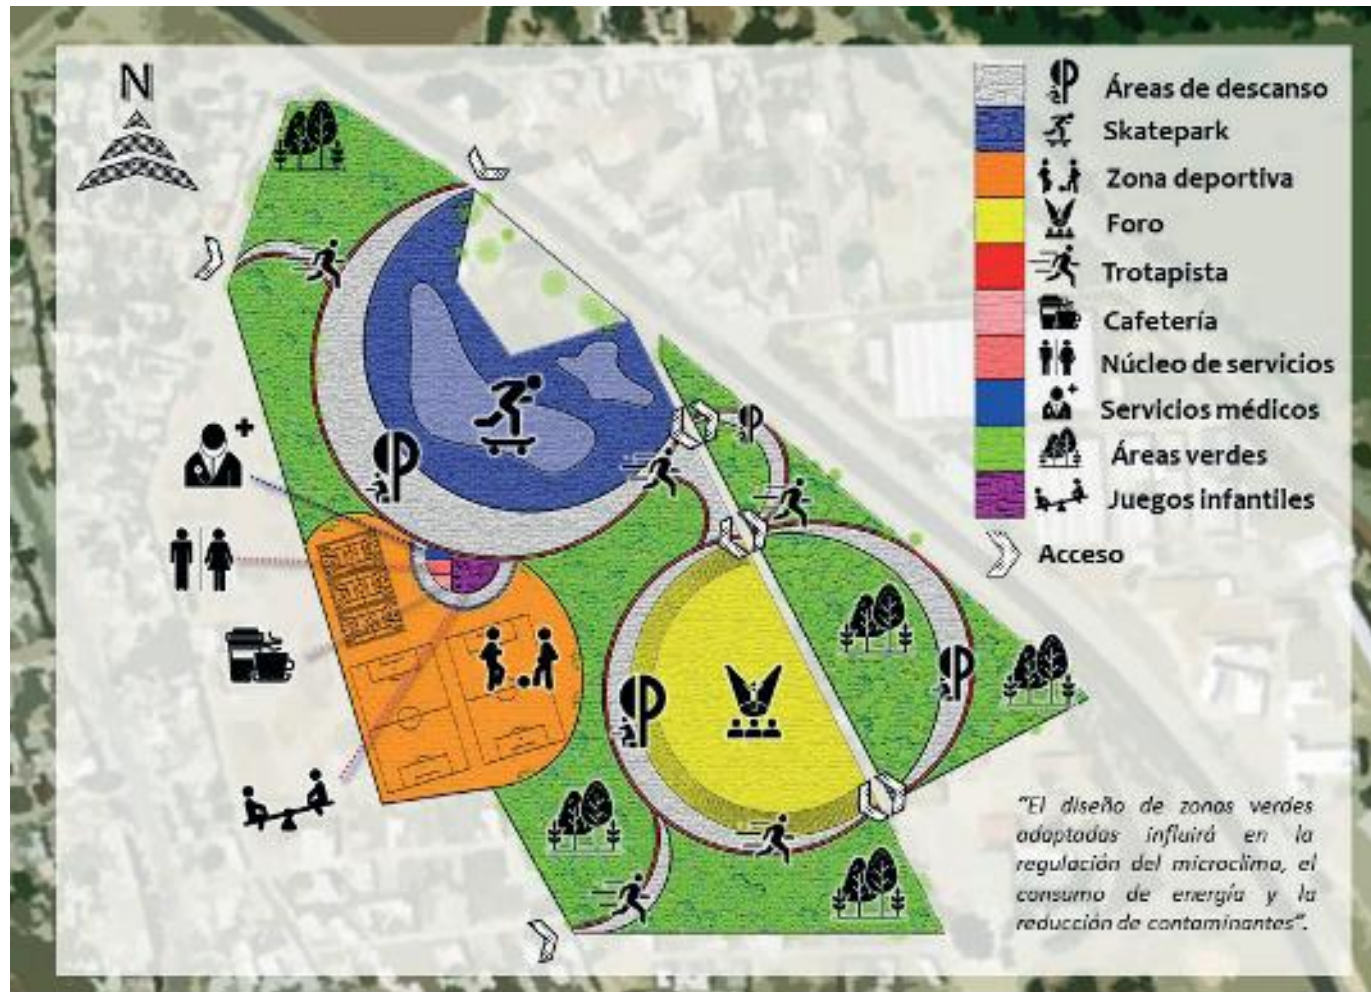 N
Áreas de descanso
Skatepark
Zona deportiva
Foro
Trotapista
Cafetería
Núcleo de servicios
Servicios médicos
Áreas verdes
Juegos infantiles
Acceso
"El diseño de zonas verdes
adaptadas influirá en la
regulación del microclima, el
consumo de energía y la
reducción de contaminantes".